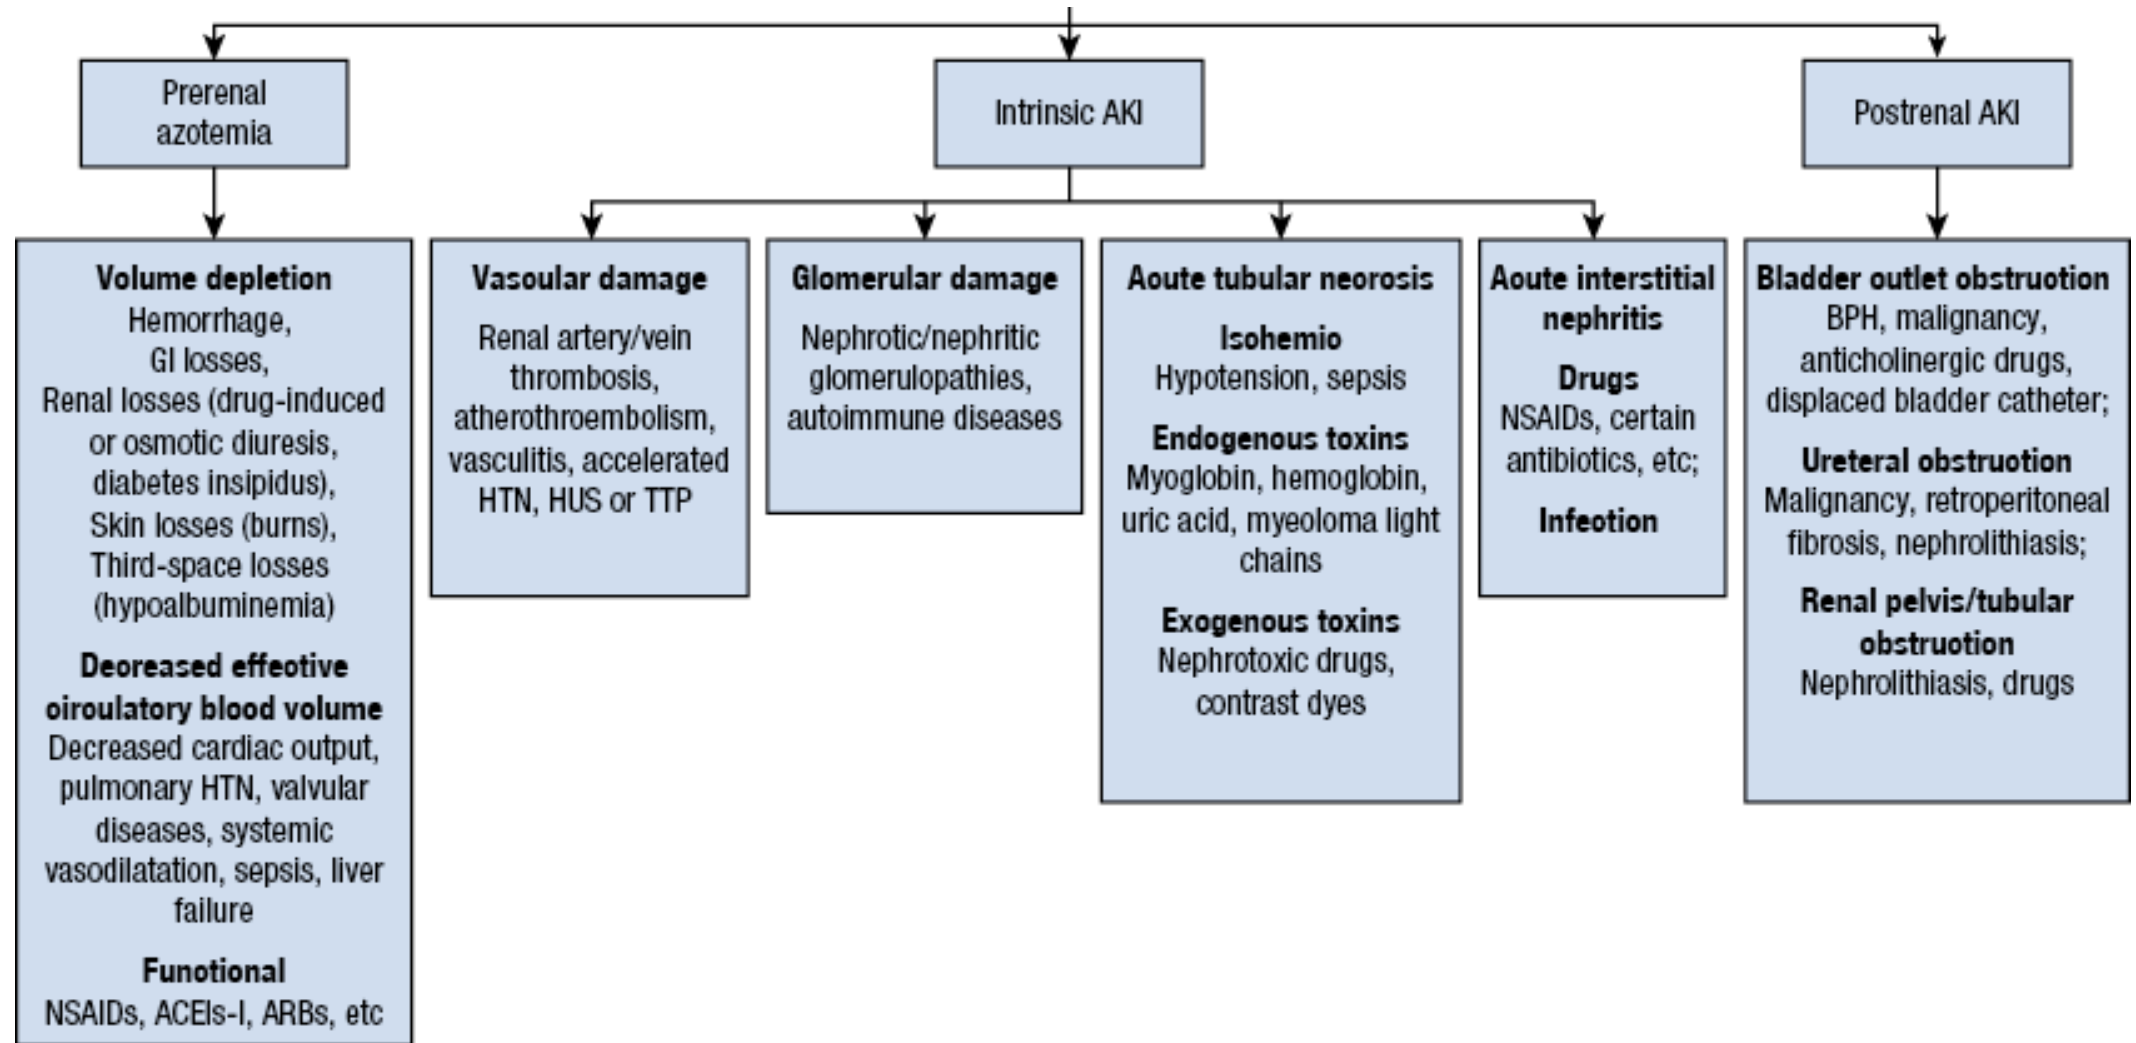 Prerenal
azotemia
Intrinsic AKI
Postrenal AKI
Volume depletion
Hemorrhage,
GI losses,
Renal losses (drug-induced
or osmotic diuresis,
diabetes insipidus),
Skin losses (burns),
Third-space losses
(hypoalbuminemia)
Deoreased effeotive
oiroulatory blood volume
Decreased cardiac output,
pulmonary HTN, valvular
diseases, systemic
vasodilatation, sepsis, liver
failure
Funotional
NSAIDs, ACEIs-I, ARBs, etc
Vasoular damage
Renal artery/vein
thrombosis,
atherothroembolism,
vasculitis, accelerated
HTN, HUS or TTP
Glomerular damage
Nephrotic/nephritic
glomerulopathies,
autoimmune diseases
Aoute tubular neorosis
Isohemio
Hypotension, sepsis
Endogenous toxins
Myoglobin, hemoglobin,
uric acid, myeoloma light
chains
Exogenous toxins
Nephrotoxic drugs,
contrast dyes
Aoute interstitial
nephritis
Drugs
NSAIDs, certain
antibiotics, etc;
Infeotion
Bladder outlet obstruotion
BPH, malignancy,
anticholinergic drugs,
displaced bladder catheter;
Ureteral obstruotion
Malignancy, retroperitoneal
fibrosis, nephrolithiasis;
Renal pelvis/tubular
obstruotion
Nephrolithiasis, drugs